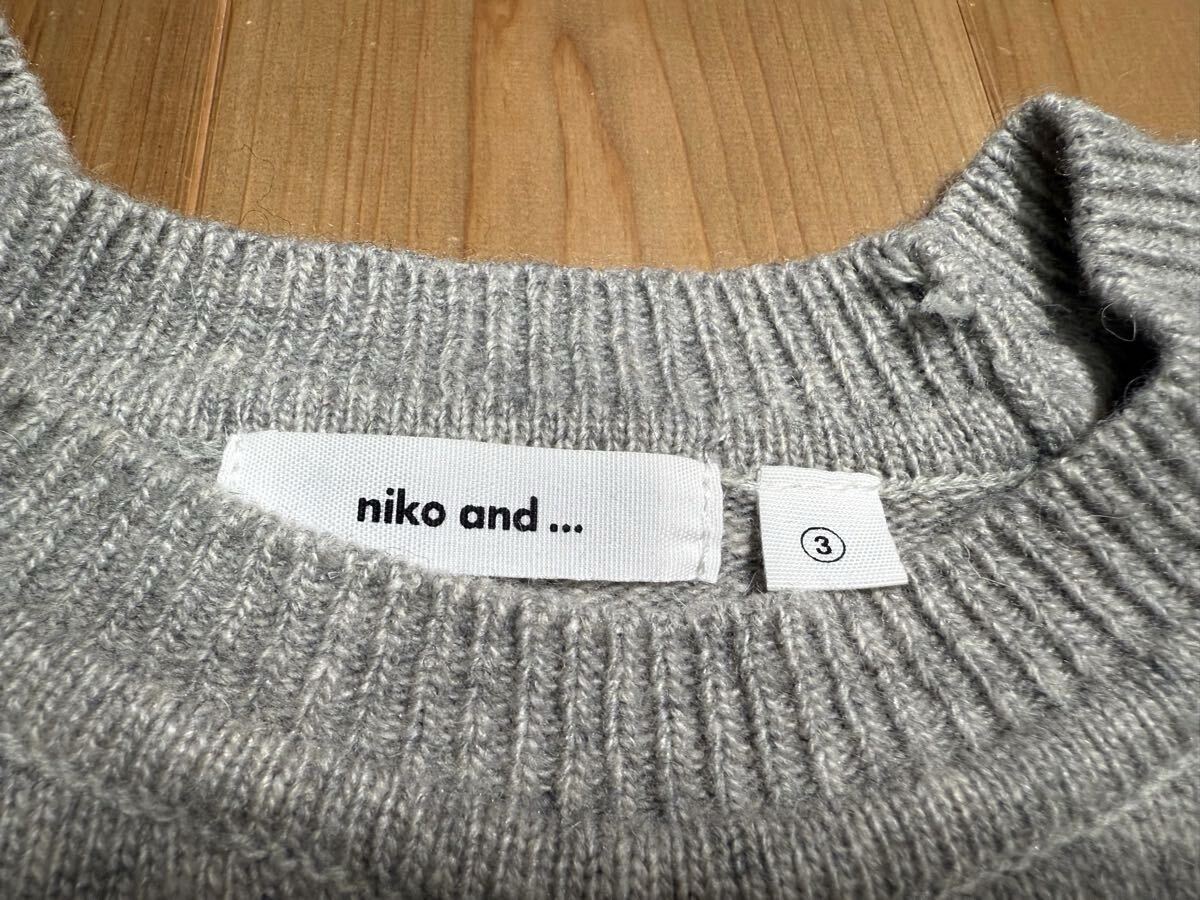 niko and ...
3